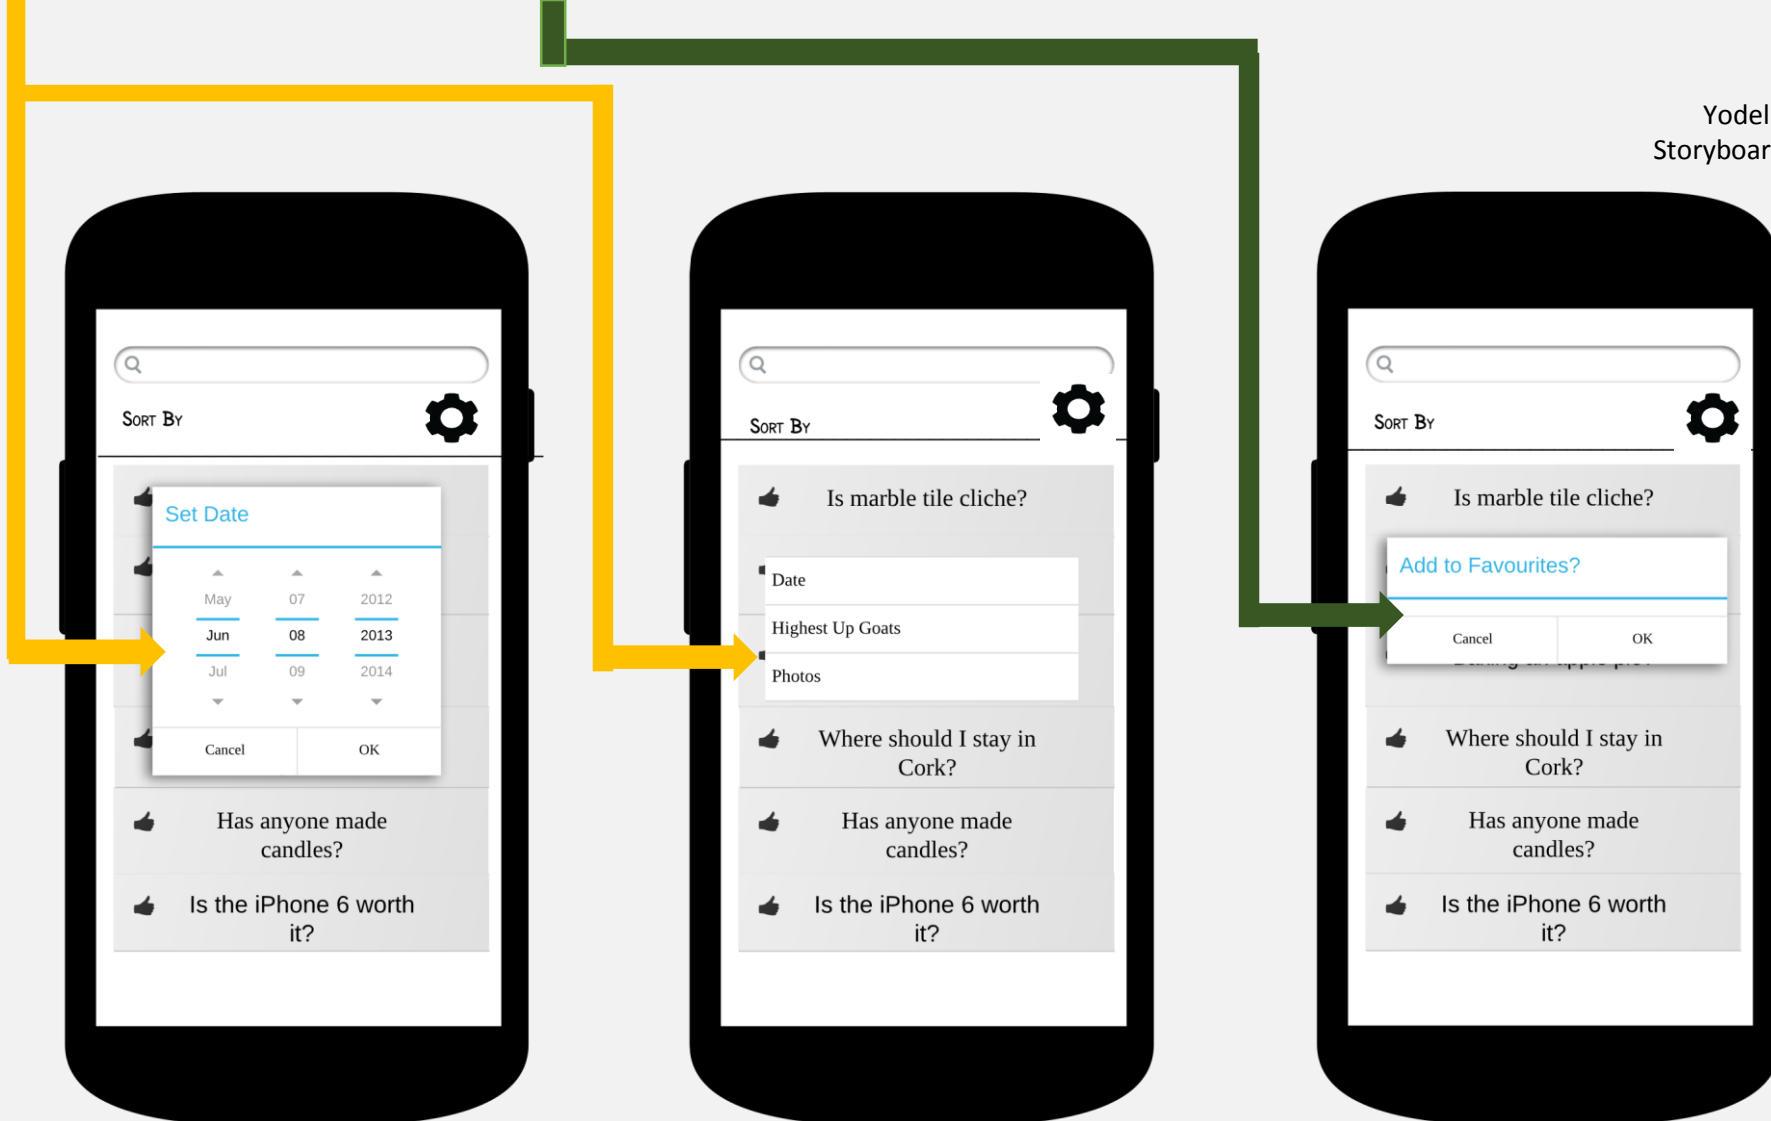 Yodel
Storyboar
Sort By
Set Date
May 07 2012
Jun 08 2013
Jul 09 2014
Cancel OK
Has anyone made
candles?
Is the iPhone 6 worth
it?
Sort By
Is marble tile cliche?
Date
Highest Up Goats
Photos
Where should I stay in
Cork?
Has anyone made
candles?
Is the iPhone 6 worth
it?
Sort By
Is marble tile cliche?
Add to Favourites?
Cancel OK
Where should I stay in
Cork?
Has anyone made
candles?
Is the iPhone 6 worth
it?